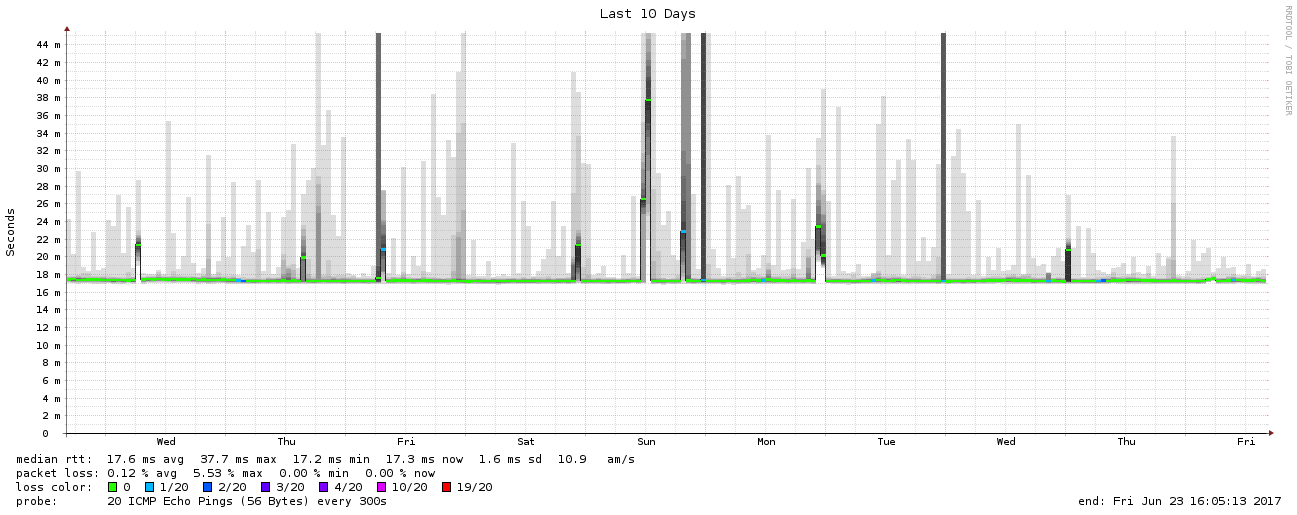 Last 10 Days
RRDTOOL / TOBI OETIKER
Seconds
44 m
42 m
40 m
38 m
36 m
34 m
32 m
30 m
28 m
26 m
24 m
22 m
20 m
18 m
16 m
14 m
12 m
10 m
8 m
6 m
4 m
2 m
0
Wed Thu Fri Sat Sun Mon Tue Wed Thu Fri
median rtt: 17.6 ms avg 37.7 ms max 17.2 ms min 17.3 ms now 1.6 ms sd 10.9 am/s
packet loss: 0.12 % avg 5.53 % max 0.00 % min 0.00 % now
loss color: 0 1/20 2/20 3/20 4/20 10/20 19/20
probe: 20 ICMP Echo Pings (56 Bytes) every 300s end: Fri Jun 23 16:05:13 2017